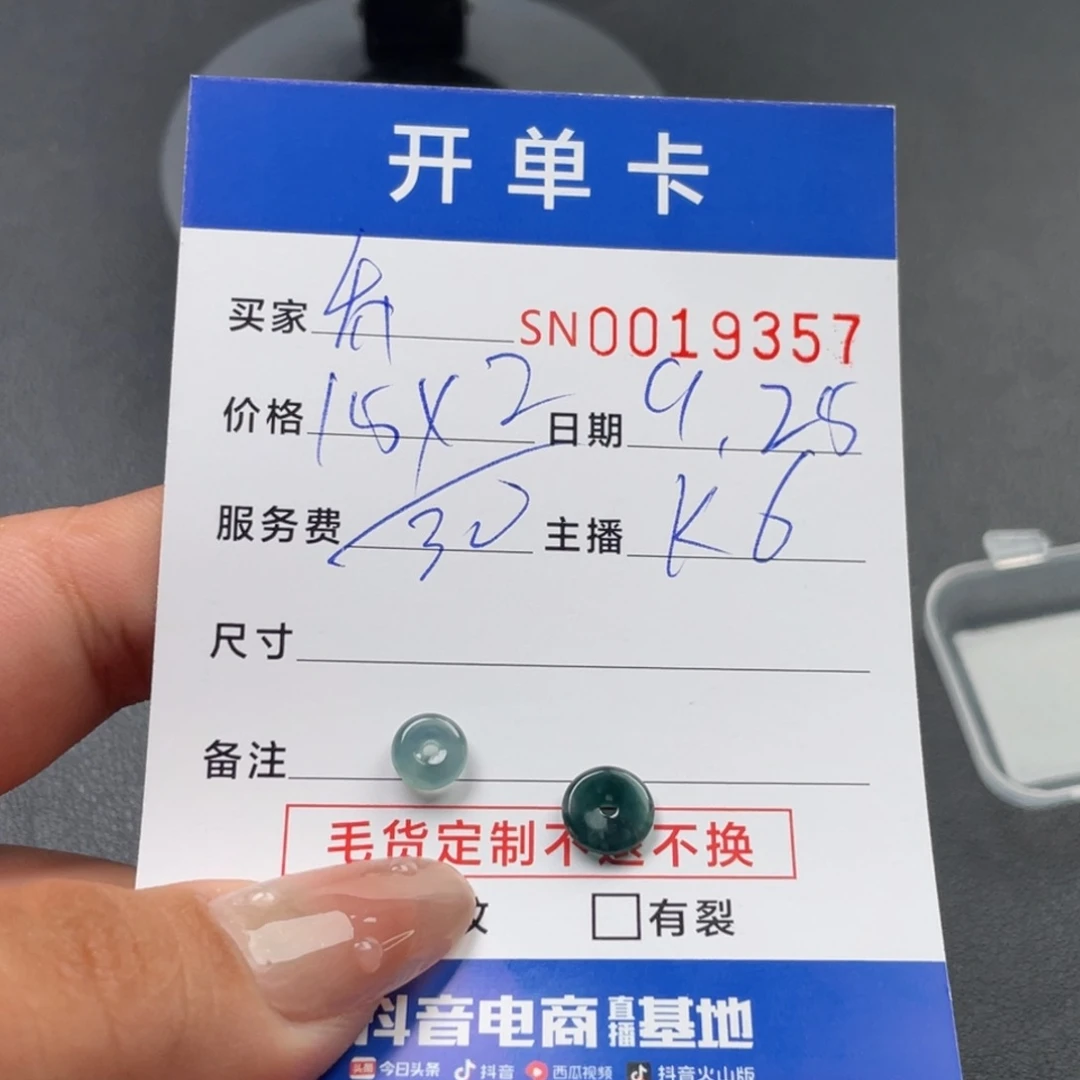 开单卡
买家 SN0019357
价格 15X2 日期 9.28
服务费 30 主播 K6
尺寸
备注
毛货定制不退不换
有裂
抖音电商直播基地
头条 今日头条 抖音 西瓜视频 抖音火山版